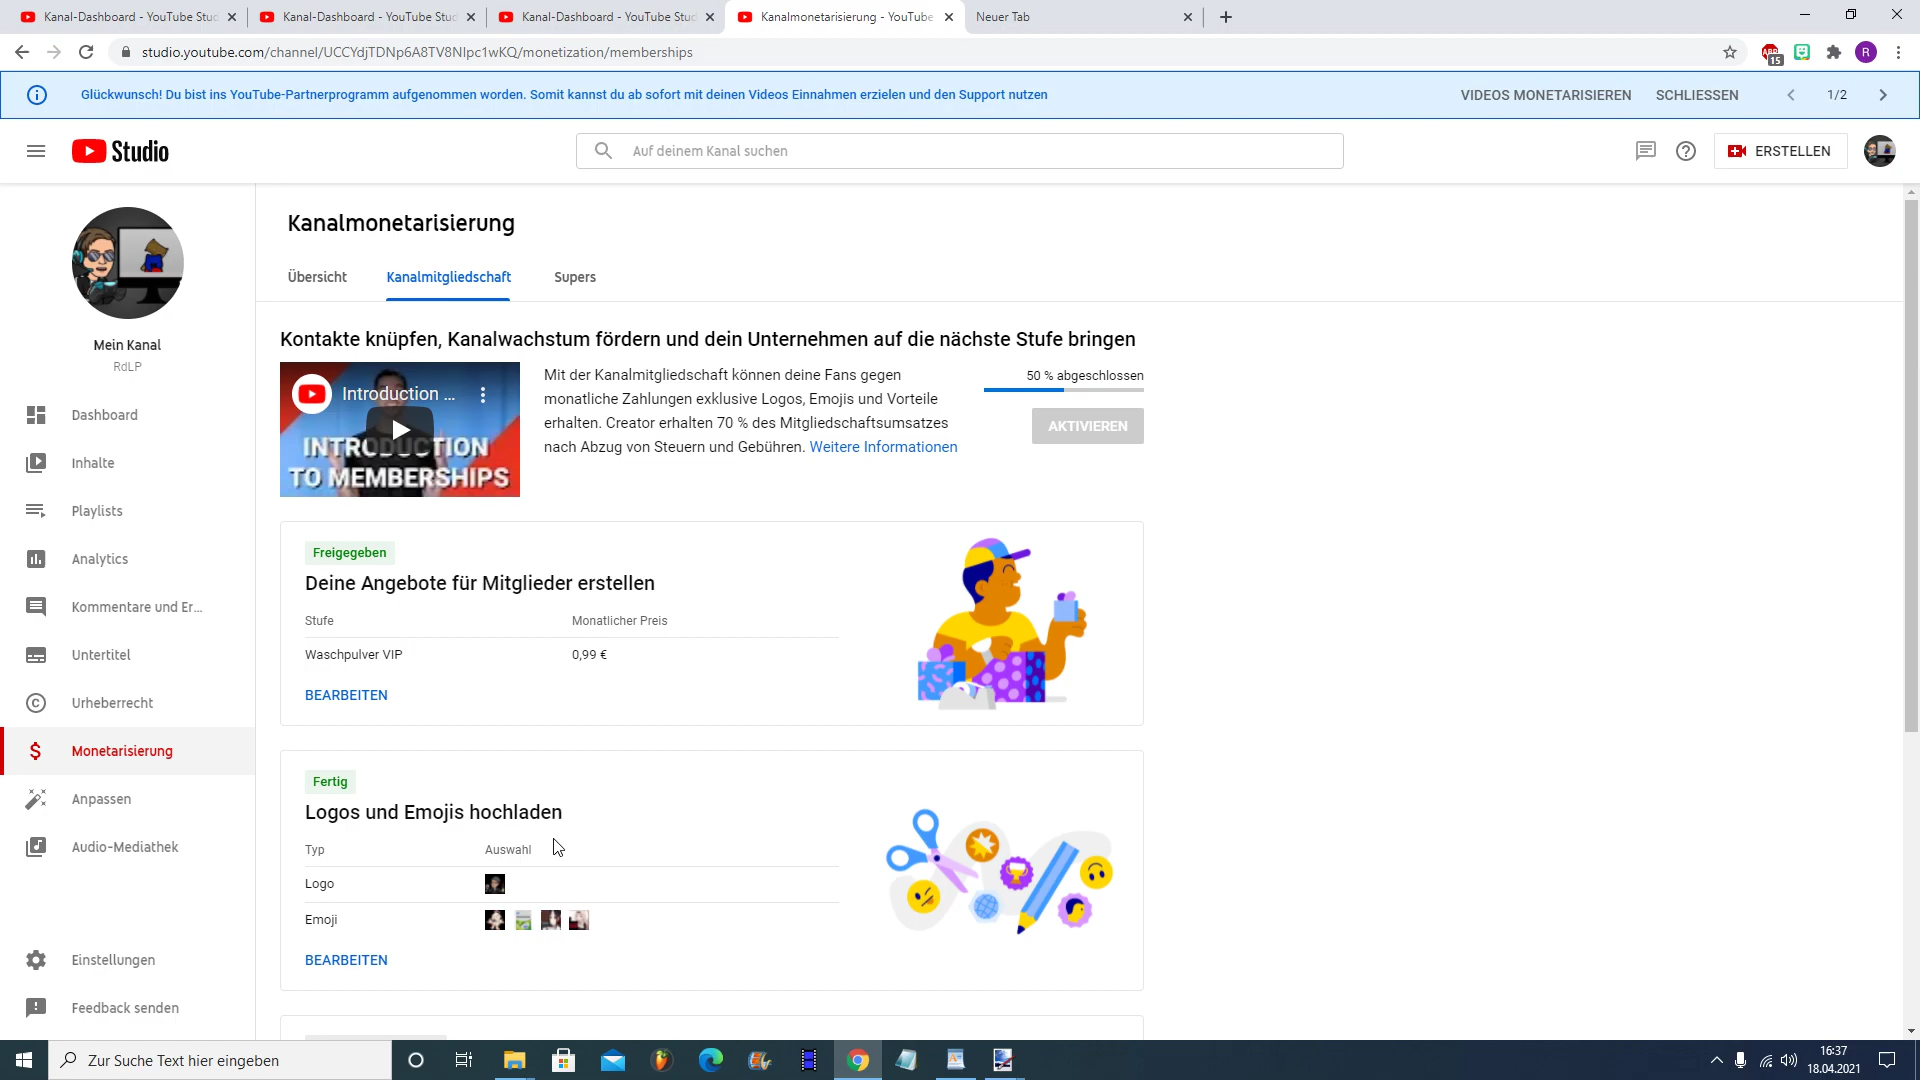 Kanal-Dashboard - YouTube Stud
Kanal-Dashboard - YouTube Stud
Kanal-Dashboard - YouTube Stud
Kanalmonetarisierung - YouTube
Neuer Tab
studio.youtube.com/channel/UCCYdjTDNp6A8TV8NIpc1wKQ/monetization/memberships
ABP
15
R
Glückwunsch! Du bist ins YouTube-Partnerprogramm aufgenommen worden. Somit kannst du ab sofort mit deinen Videos Einnahmen erzielen und den Support nutzen
VIDEOS MONETARISIEREN
SCHLIESSEN
1/2
Studio
Auf deinem Kanal suchen
ERSTELLEN
Mein Kanal
RdLP
Dashboard
Inhalte
Playlists
Analytics
Kommentare und Er...
Untertitel
Urheberrecht
Monetarisierung
Anpassen
Audio-Mediathek
Einstellungen
Feedback senden
Kanalmonetarisierung
Übersicht
Kanalmitgliedschaft
Supers
Kontakte knüpfen, Kanalwachstum fördern und dein Unternehmen auf die nächste Stufe bringen
Introduction ...
INTRODUCTION
TO MEMBERSHIPS
Mit der Kanalmitgliedschaft können deine Fans gegen
monatliche Zahlungen exklusive Logos, Emojis und Vorteile
erhalten. Creator erhalten 70 % des Mitgliedschaftsumsatzes
nach Abzug von Steuern und Gebühren. Weitere Informationen
50 % abgeschlossen
AKTIVIEREN
Freigegeben
Deine Angebote für Mitglieder erstellen
Stufe
Monatlicher Preis
Waschpulver VIP
0,99 €
BEARBEITEN
Fertig
Logos und Emojis hochladen
Typ
Auswahl
Logo
Emoji
BEARBEITEN
Zur Suche Text hier eingeben
16:37
18.04.2021